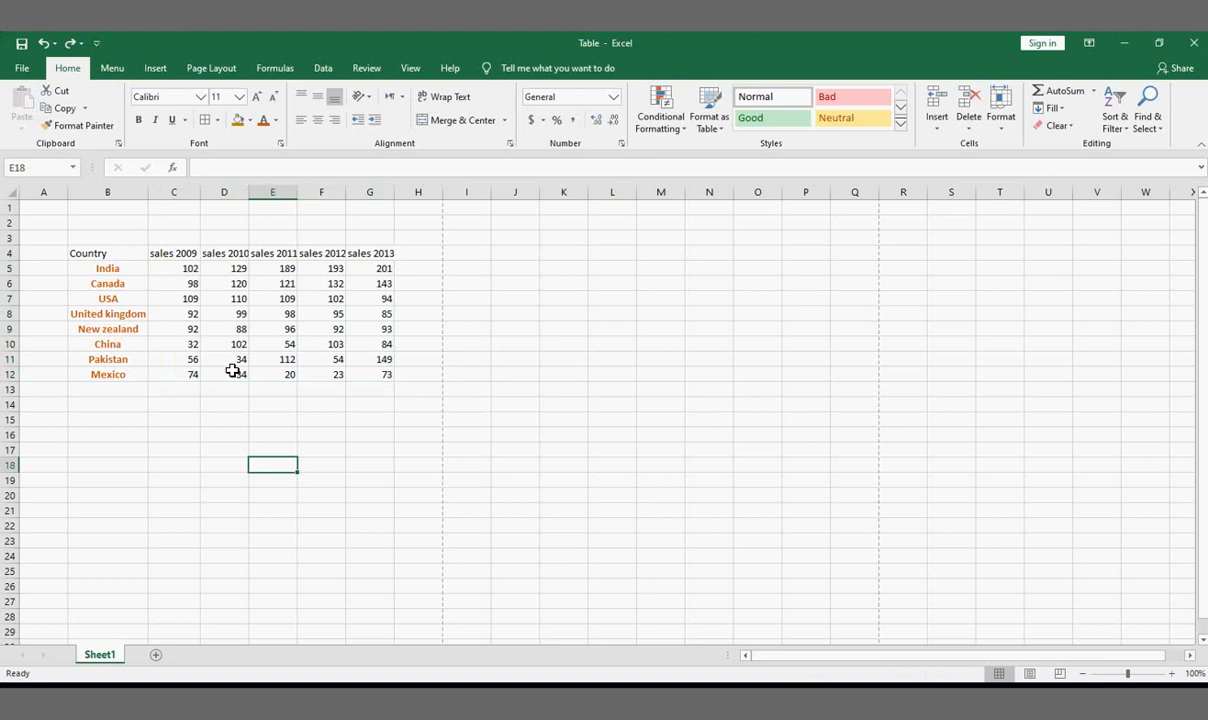 Table - Excel
Sign in
File Home Menu Insert Page Layout Formulas Data Review View Help Tell me what you want to do Share
Cut
Copy
Format Painter
Paste
Clipboard
Calibri 11
B I U
Font
Wrap Text
Merge & Center
Alignment
General
$ % ,
Number
Conditional Formatting
Format as Table
Normal Bad
Good Neutral
Styles
Insert Delete Format
Cells
AutoSum
Fill
Clear
Sort & Filter
Find & Select
Editing
E18 fx
A B C D E F G H I J K L M N O P Q R S T U V W X
1
2
3
4 Country sales 2009 sales 2010 sales 2011 sales 2012 sales 2013
5 India 102 129 189 193 201
6 Canada 98 120 121 132 143
7 USA 109 110 109 102 94
8 United kingdom 92 99 98 95 85
9 New zealand 92 88 96 92 93
10 China 32 102 54 103 84
11 Pakistan 56 34 112 54 149
12 Mexico 74 20 23 73
13
14
15
16
17
18
19
20
21
22
23
24
25
26
27
28
29
Sheet1
Ready 100%